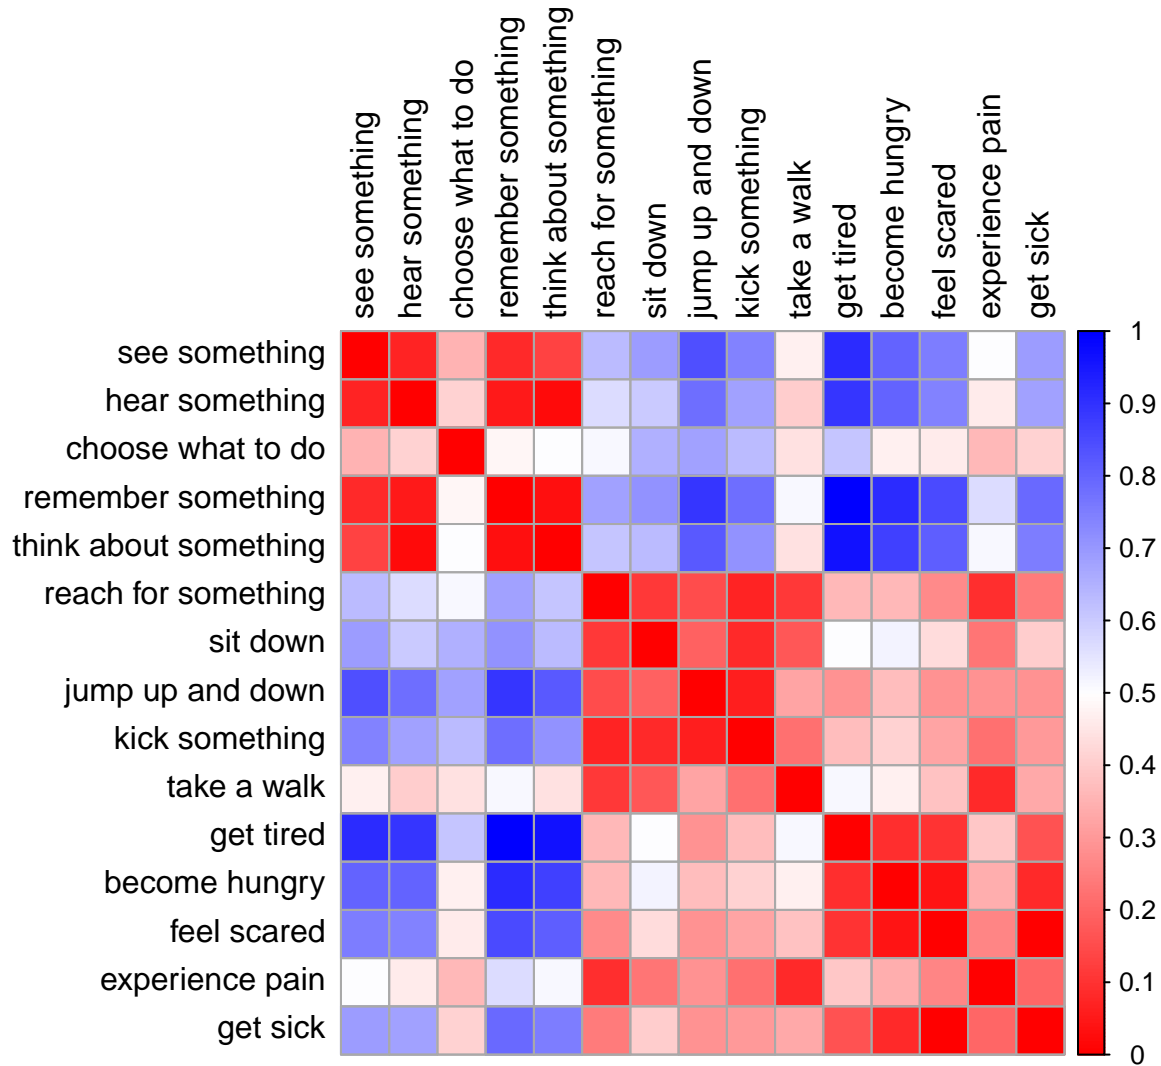 see something
hear something
choose what to do
remember something
think about something
reach for something
sit down
jump up and down
kick something
take a walk
get tired
become hungry
feel scared
experience pain
get sick
see something
hear something
choose what to do
remember something
think about something
reach for something
sit down
jump up and down
kick something
take a walk
get tired
become hungry
feel scared
experience pain
get sick
1
0.9
0.8
0.7
0.6
0.5
0.4
0.3
0.2
0.1
0